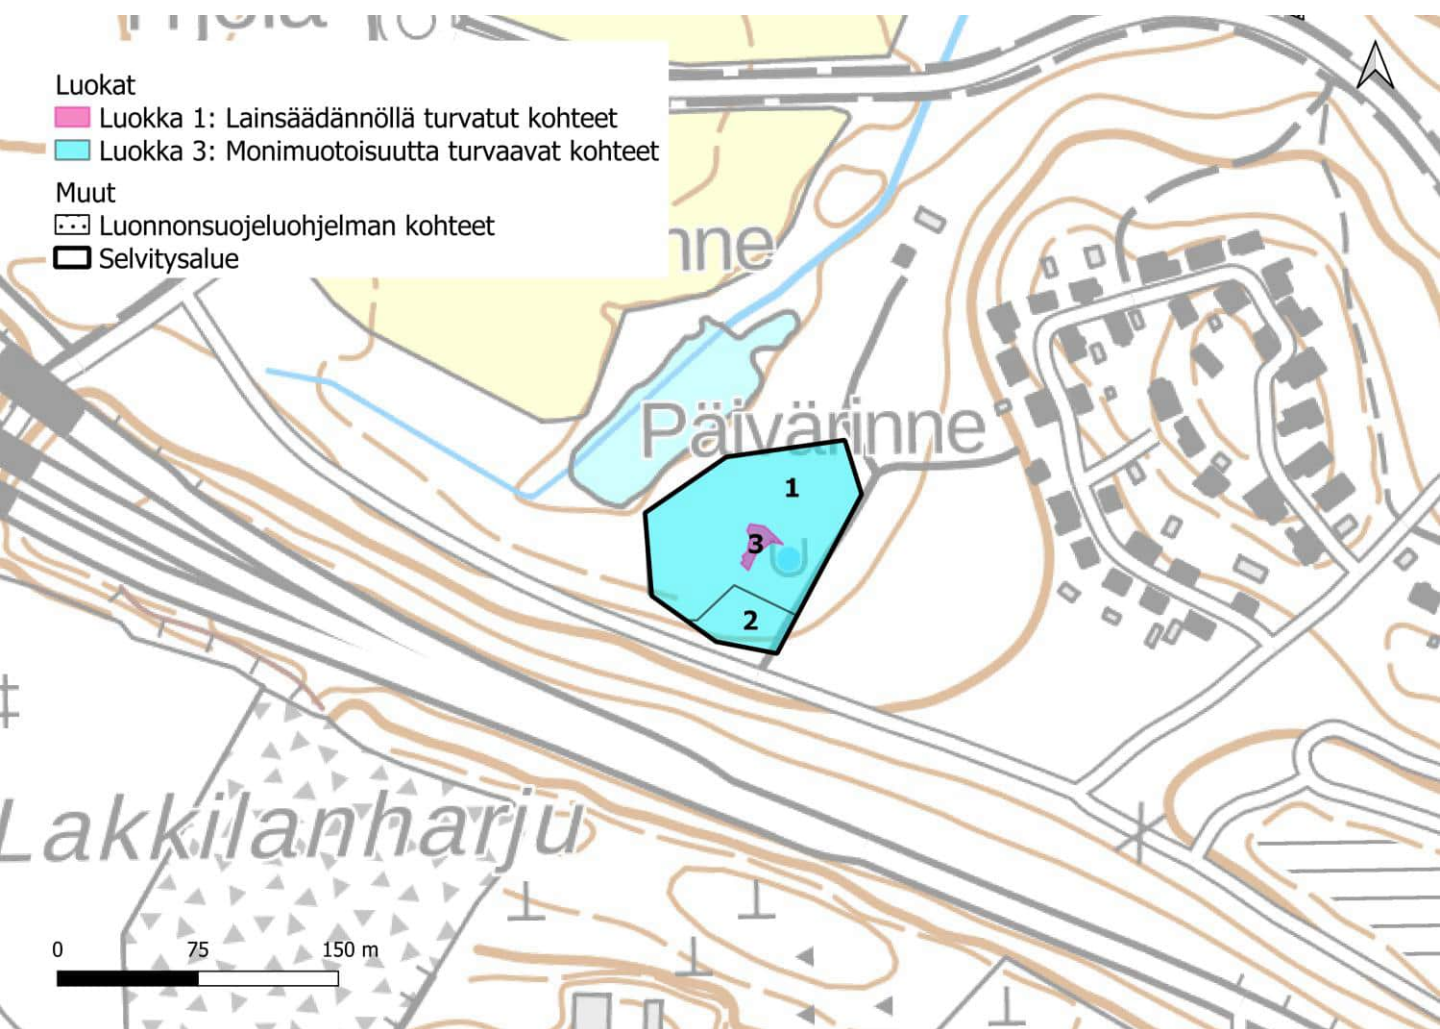 Luokat
Luokka 1: Lainsäädännöllä turvatut kohteet
Luokka 3: Monimuotoisuutta turvaavat kohteet
Muut
Luonnonsuojeluohjelman kohteet
Selvitysalue
Päivärinne
1
3
2
Lakkilanharju
0 75 150 m